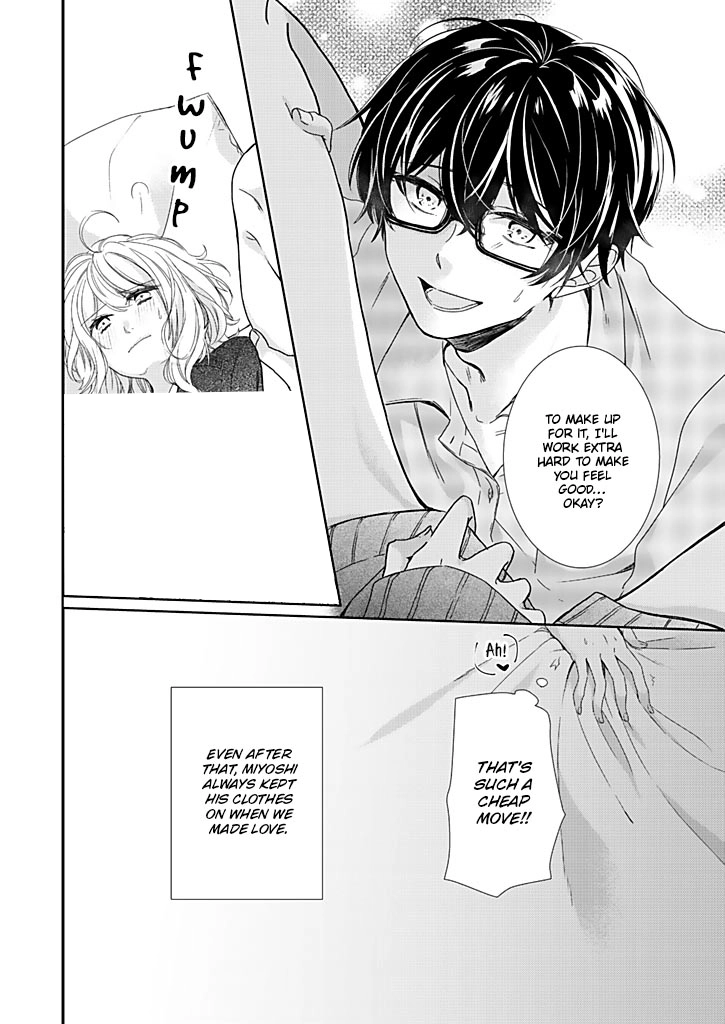 TO MAKE UP
FOR IT, I'LL
WORK EXTRA
HARD TO MAKE
YOU FEEL
GOOD...
OKAY?
FWUMP
Ah!
THAT'S
SUCH A
CHEAP
MOVE!!
EVEN AFTER
THAT, MIYOSHI
ALWAYS KEPT
HIS CLOTHES
ON WHEN WE
MADE LOVE.